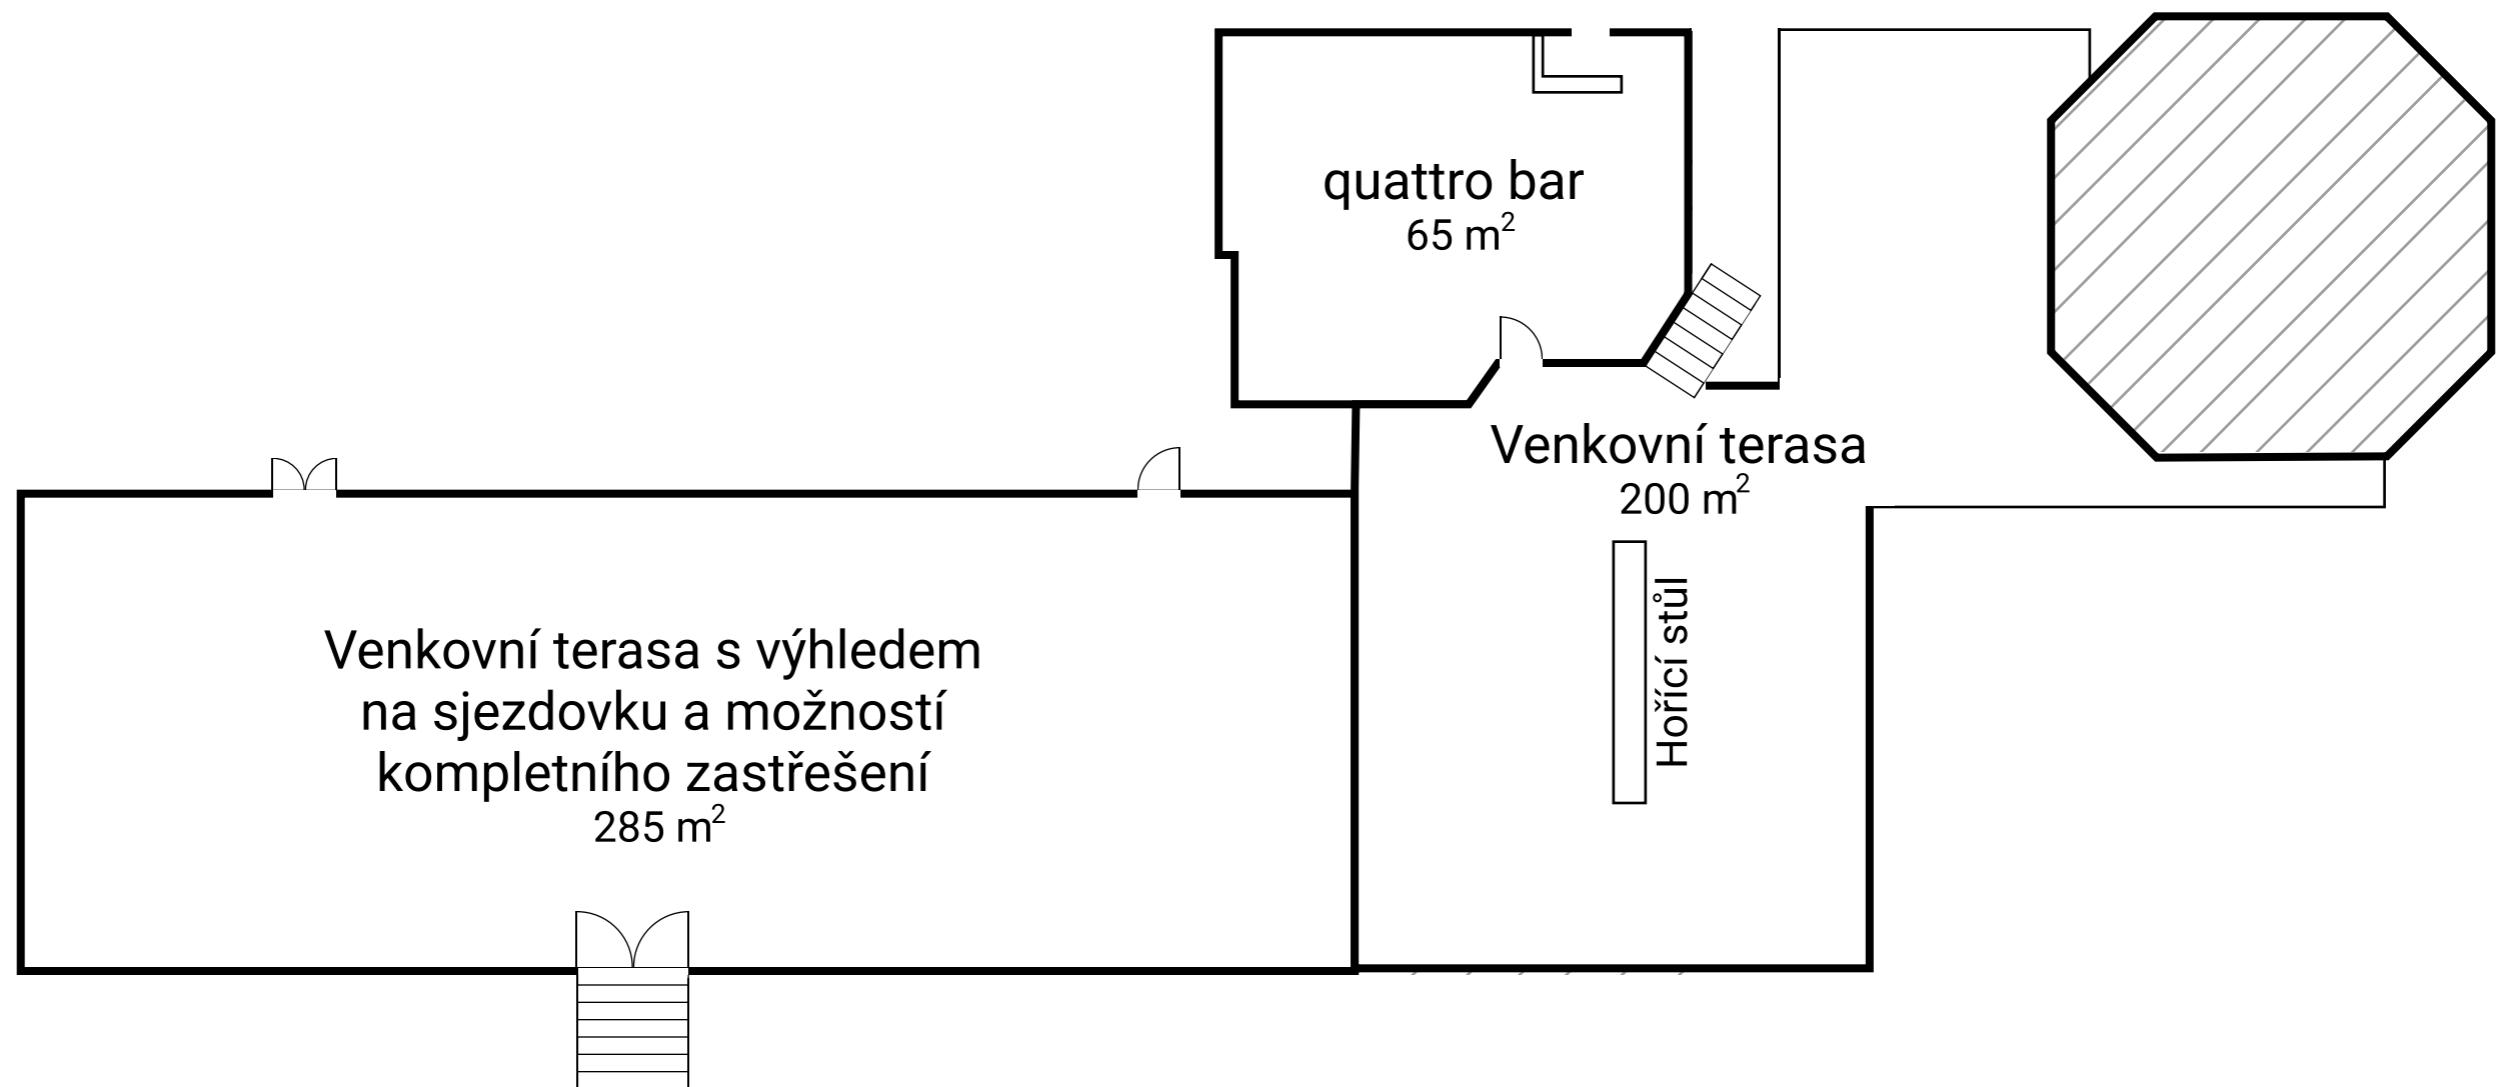 quattro bar
65 m²
Venkovní terasa
200 m²
Hořící stůl
Venkovní terasa s výhledem
na sjezdovku a možností
kompletního zastřešení
285 m²